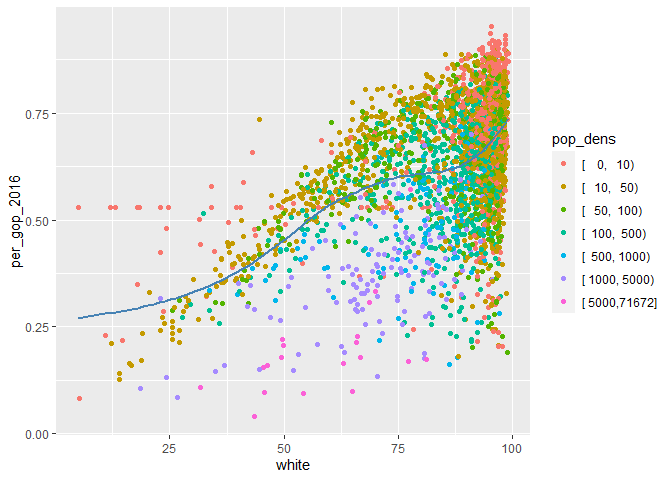 per_gop_2016
0.75
0.50
0.25
0.00
25
50
75
100
white
pop_dens
[   0,   10)
[  10,   50)
[  50,  100)
[ 100,  500)
[ 500, 1000)
[ 1000, 5000)
[ 5000,71672]